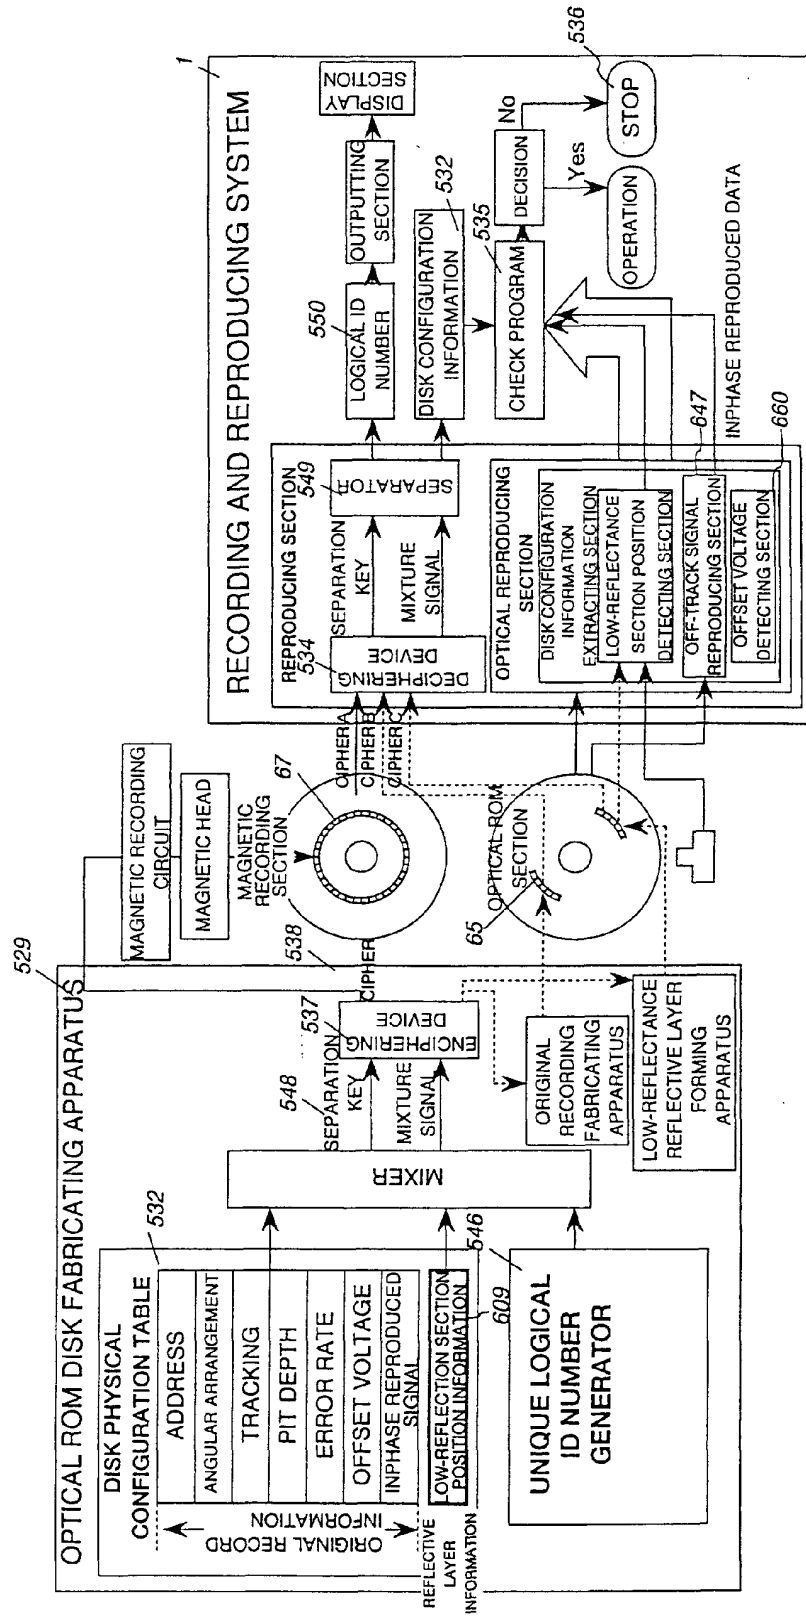 529
OPTICAL ROM DISK FABRICATING APPARATUS
DISK PHYSICAL
CONFIGURATION TABLE
532
ADDRESS
ANGULAR ARRANGEMENT
TRACKING
PIT DEPTH
ERROR RATE
OFFSET VOLTAGE
INPHASE REPRODUCED
SIGNAL
ORIGINAL RECORD
INFORMATION
LOW-REFLECTION SECTION
POSITION INFORMATION
609
REFLECTIVE
LAYER
INFORMATION
546
UNIQUE LOGICAL
ID NUMBER
GENERATOR
MIXER
548
SEPARATION
KEY
MIXTURE
SIGNAL
537
ENCIPHERING
DEVICE
538
CIPHER
ORIGINAL
RECORDING
FABRICATING
APPARATUS
LOW-REFLECTANCE
REFLECTIVE LAYER
FORMING
APPARATUS
MAGNETIC RECORDING
CIRCUIT
MAGNETIC HEAD
MAGNETIC
RECORDING
SECTION
67
OPTICAL ROM
SECTION
65
CIPHER A
CIPHER B
CIPHER C
1
RECORDING AND REPRODUCING SYSTEM
REPRODUCING SECTION
534
DECIPHERING
DEVICE
SEPARATION
KEY
MIXTURE
SIGNAL
549
SEPARATOR
550
LOGICAL ID
NUMBER
OUTPUTTING
SECTION
DISPLAY
SECTION
DISK CONFIGURATION
INFORMATION
532
CHECK PROGRAM
535
DECISION
No
Yes
STOP
536
OPERATION
OPTICAL REPRODUCING
SECTION
DISK CONFIGURATION
INFORMATION
EXTRACTING SECTION
LOW-REFLECTANCE
SECTION POSITION
DETECTING SECTION
OFF-TRACK SIGNAL
REPRODUCING SECTION
647
OFFSET VOLTAGE
DETECTING SECTION
660
INPHASE REPRODUCED DATA